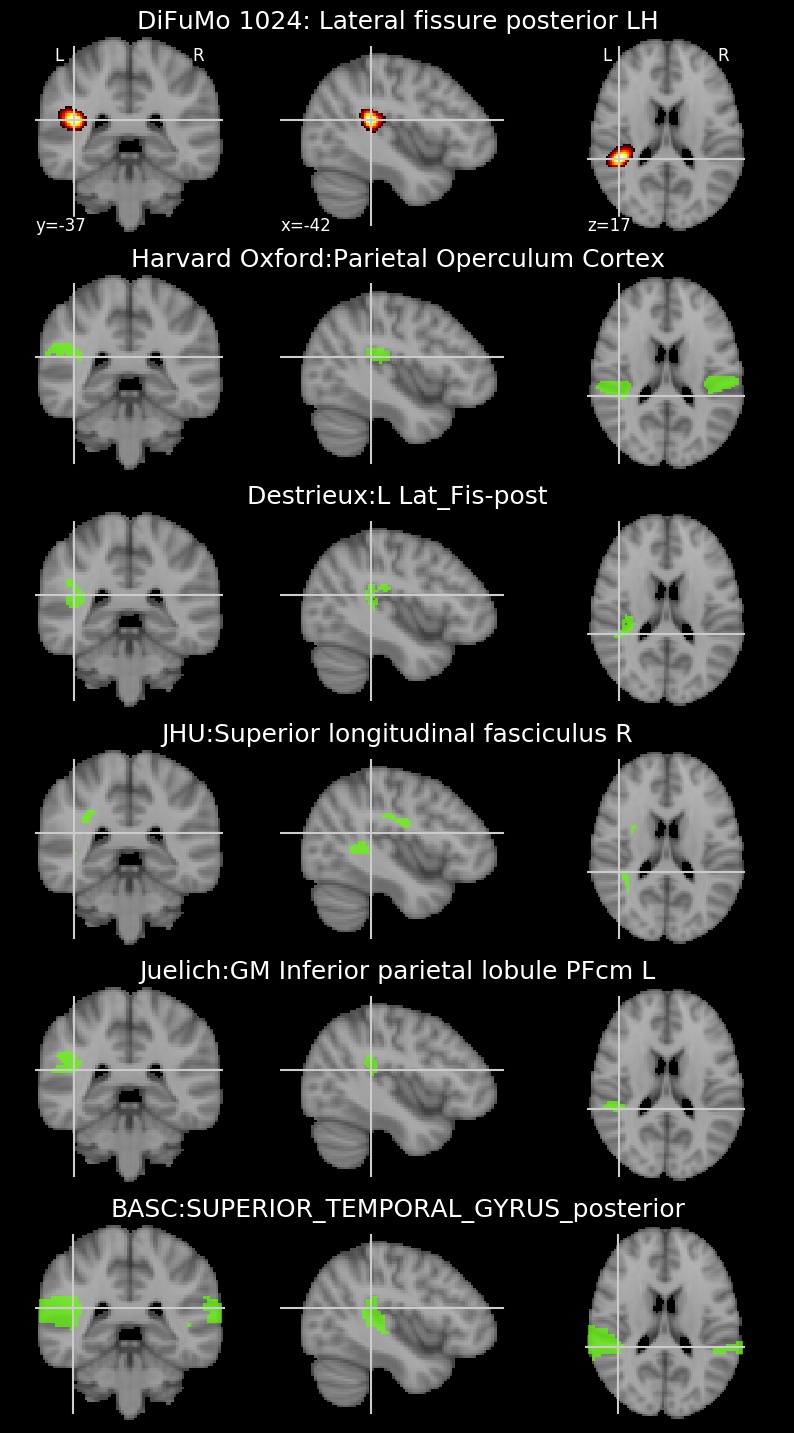 DiFuMo 1024: Lateral fissure posterior LH
L R L R
y=-37 x=-42 z=17
Harvard Oxford:Parietal Operculum Cortex
Destrieux:L Lat_Fis-post
JHU:Superior longitudinal fasciculus R
Juelich:GM Inferior parietal lobule PFcm L
BASC:SUPERIOR_TEMPORAL_GYRUS_posterior